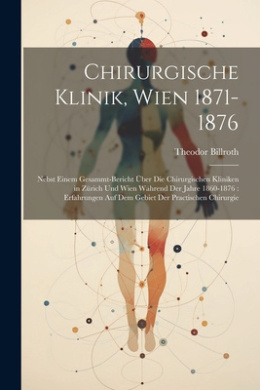 Chirurgische
Klinik, Wien 1871-
1876
Theodor Billroth
Nebst Einem Gesammt-Bericht Über Die Chirurgischen Kliniken
in Zürich Und Wien Wahrend Der Jahre 1860-1876 :
Erfahrungen Auf Dem Gebiet Der Practischen Chirurgie